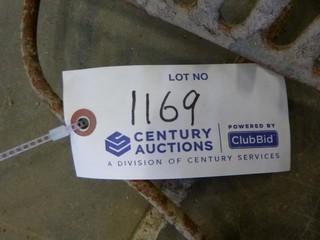 LOT NO
1169
CENTURY AUCTIONS
POWERED BY
ClubBid
A DIVISION OF CENTURY SERVICES